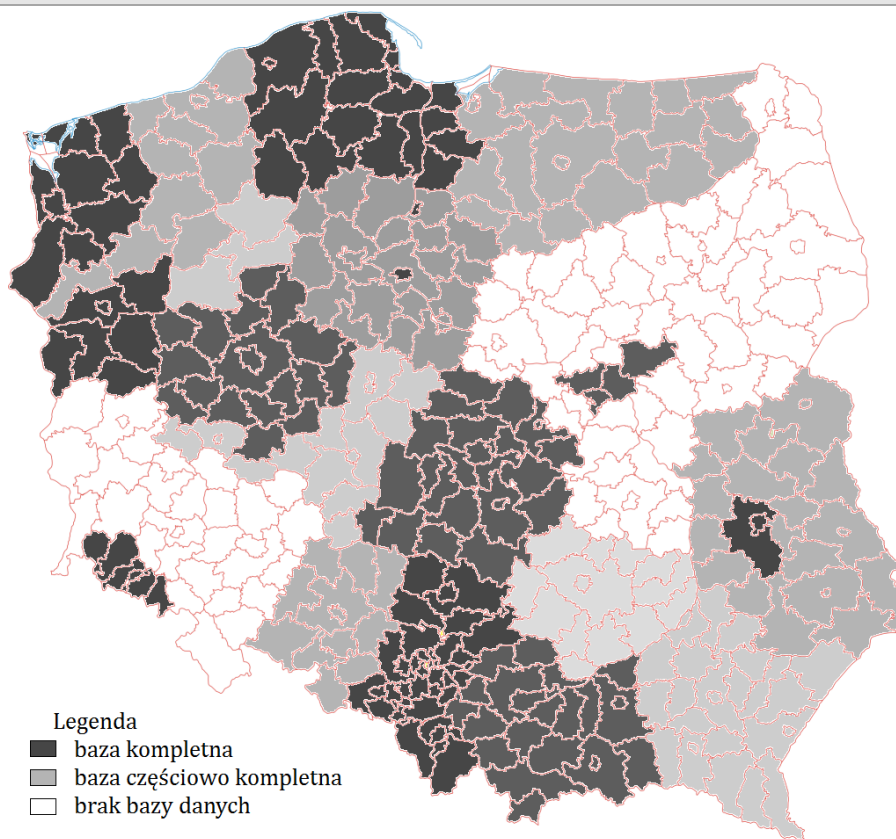 Legenda
baza kompletna
baza częściowo kompletna
brak bazy danych